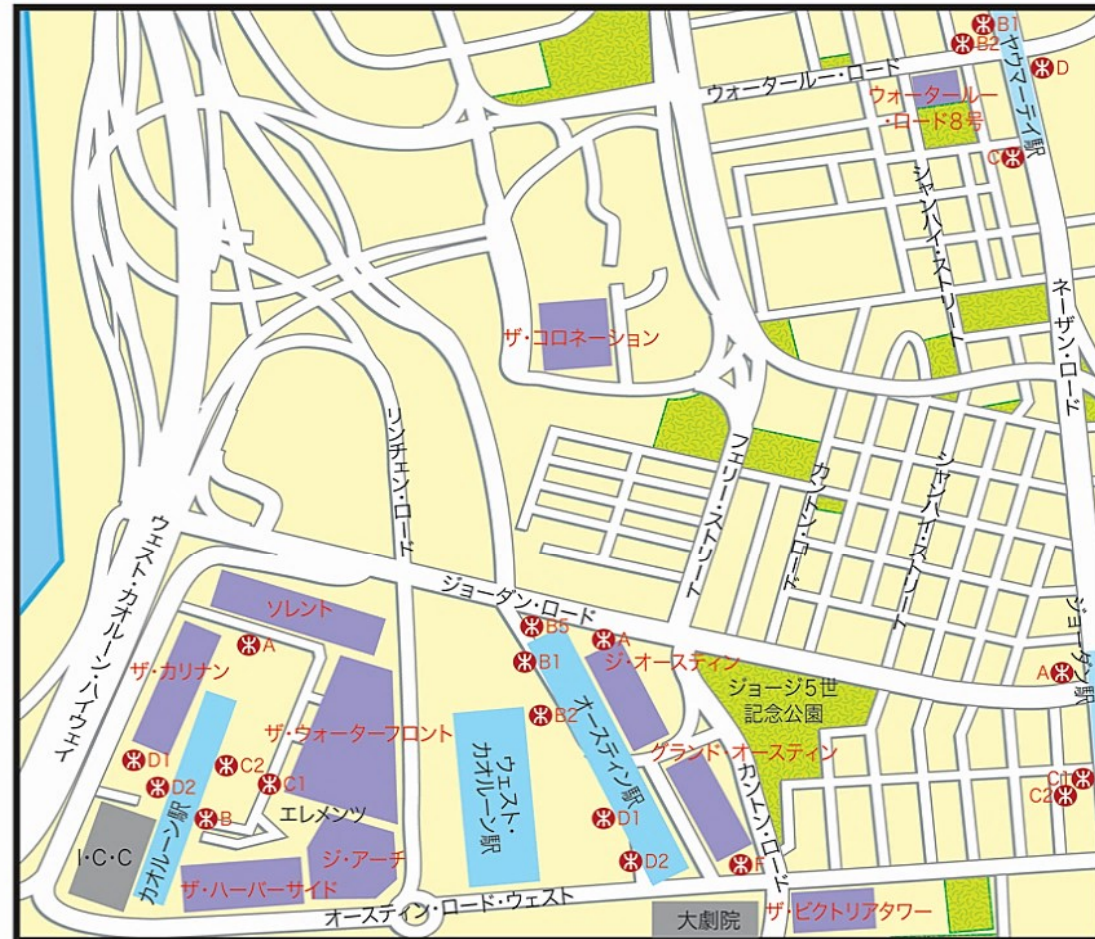 B1
B2
D
ヤウマーテイ駅
ウォータールー・ロード
ウォータールー
・ロード8号
C
シャンハイ・ストリート
ネーザン・ロード
ザ・コロネーション
リンチェン・ロード
フェリー・ストリート
カントン・ロード
シャンハイ・ストリート
ウェスト・カオルーン・ハイウェイ
ジョーダン・ロード
ジョーダン駅
ソレント
A
B5
A
B1
ジ・オースティン
ザ・カリナン
ジョージ5世
記念公園
A
B2
オースティン駅
ザ・ウォーターフロント
グランド・オースティン
ウェスト・
カオルーン駅
カントン・ロード
D1
C2
D2
C1
C1
C2
エレメンツ
B
D1
カオルーン駅
I・C・C
ジ・アーチ
D2
F
ザ・ハーバーサイド
オースティン・ロード・ウェスト
大劇院
ザ・ビクトリアタワー